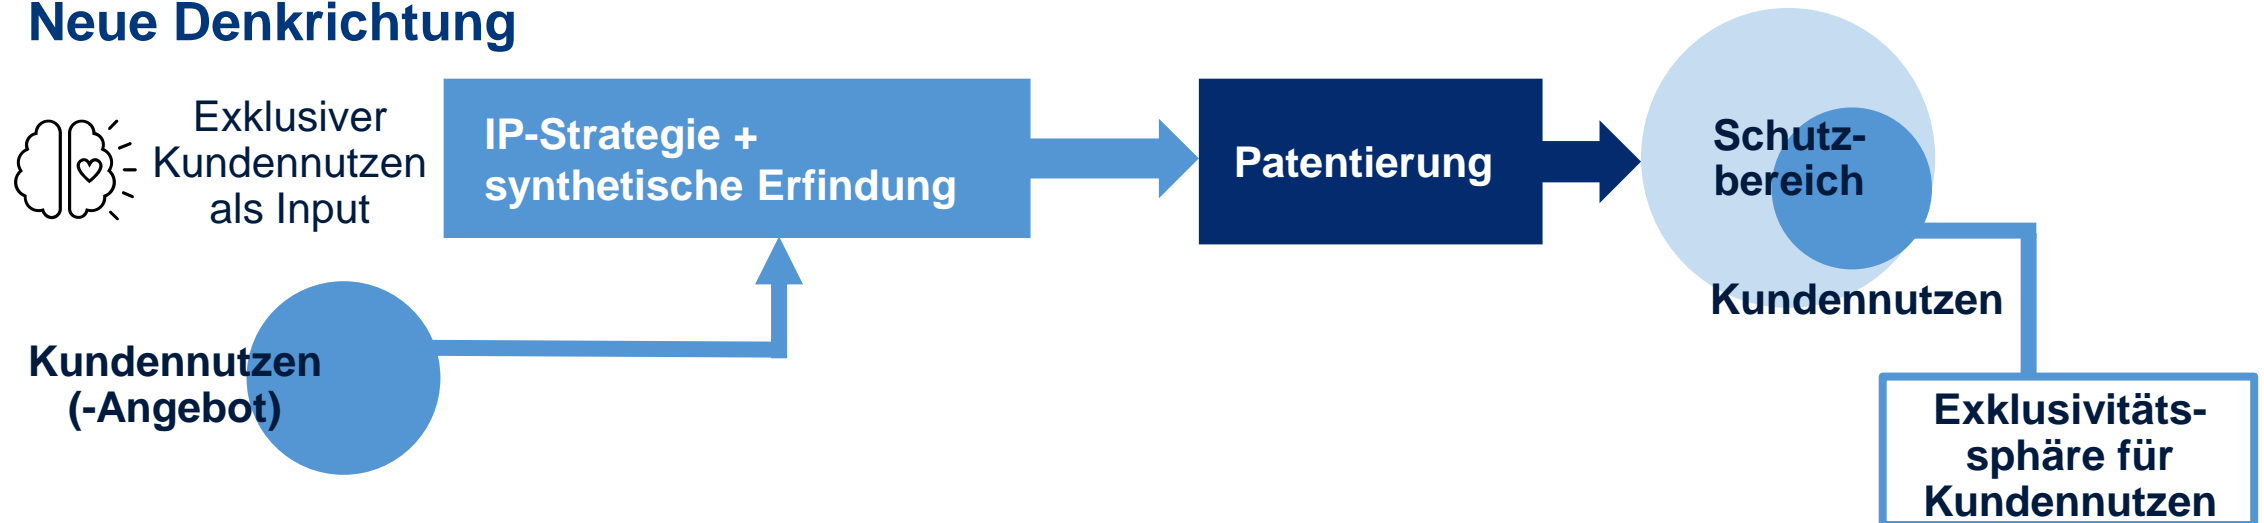 Neue Denkrichtung
Exklusiver
Kundennutzen
als Input
IP-Strategie +
synthetische Erfindung
Patentierung
Schutz-
bereich
Kundennutzen
Kundennutzen
(-Angebot)
Exklusivitäts-
sphäre für
Kundennutzen